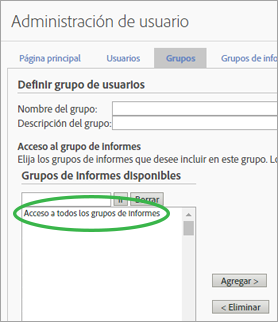 Administración de usuario
Página principal Usuarios Grupos Grupos de info
Definir grupo de usuarios
Nombre del grupo:
Descripción del grupo:
Acceso al grupo de informes
Elija los grupos de informes que desee incluir en este grupo. Lo
Grupos de informes disponibles
Ir Borrar
Acceso a todos los grupos de informes
Agregar >
< Eliminar